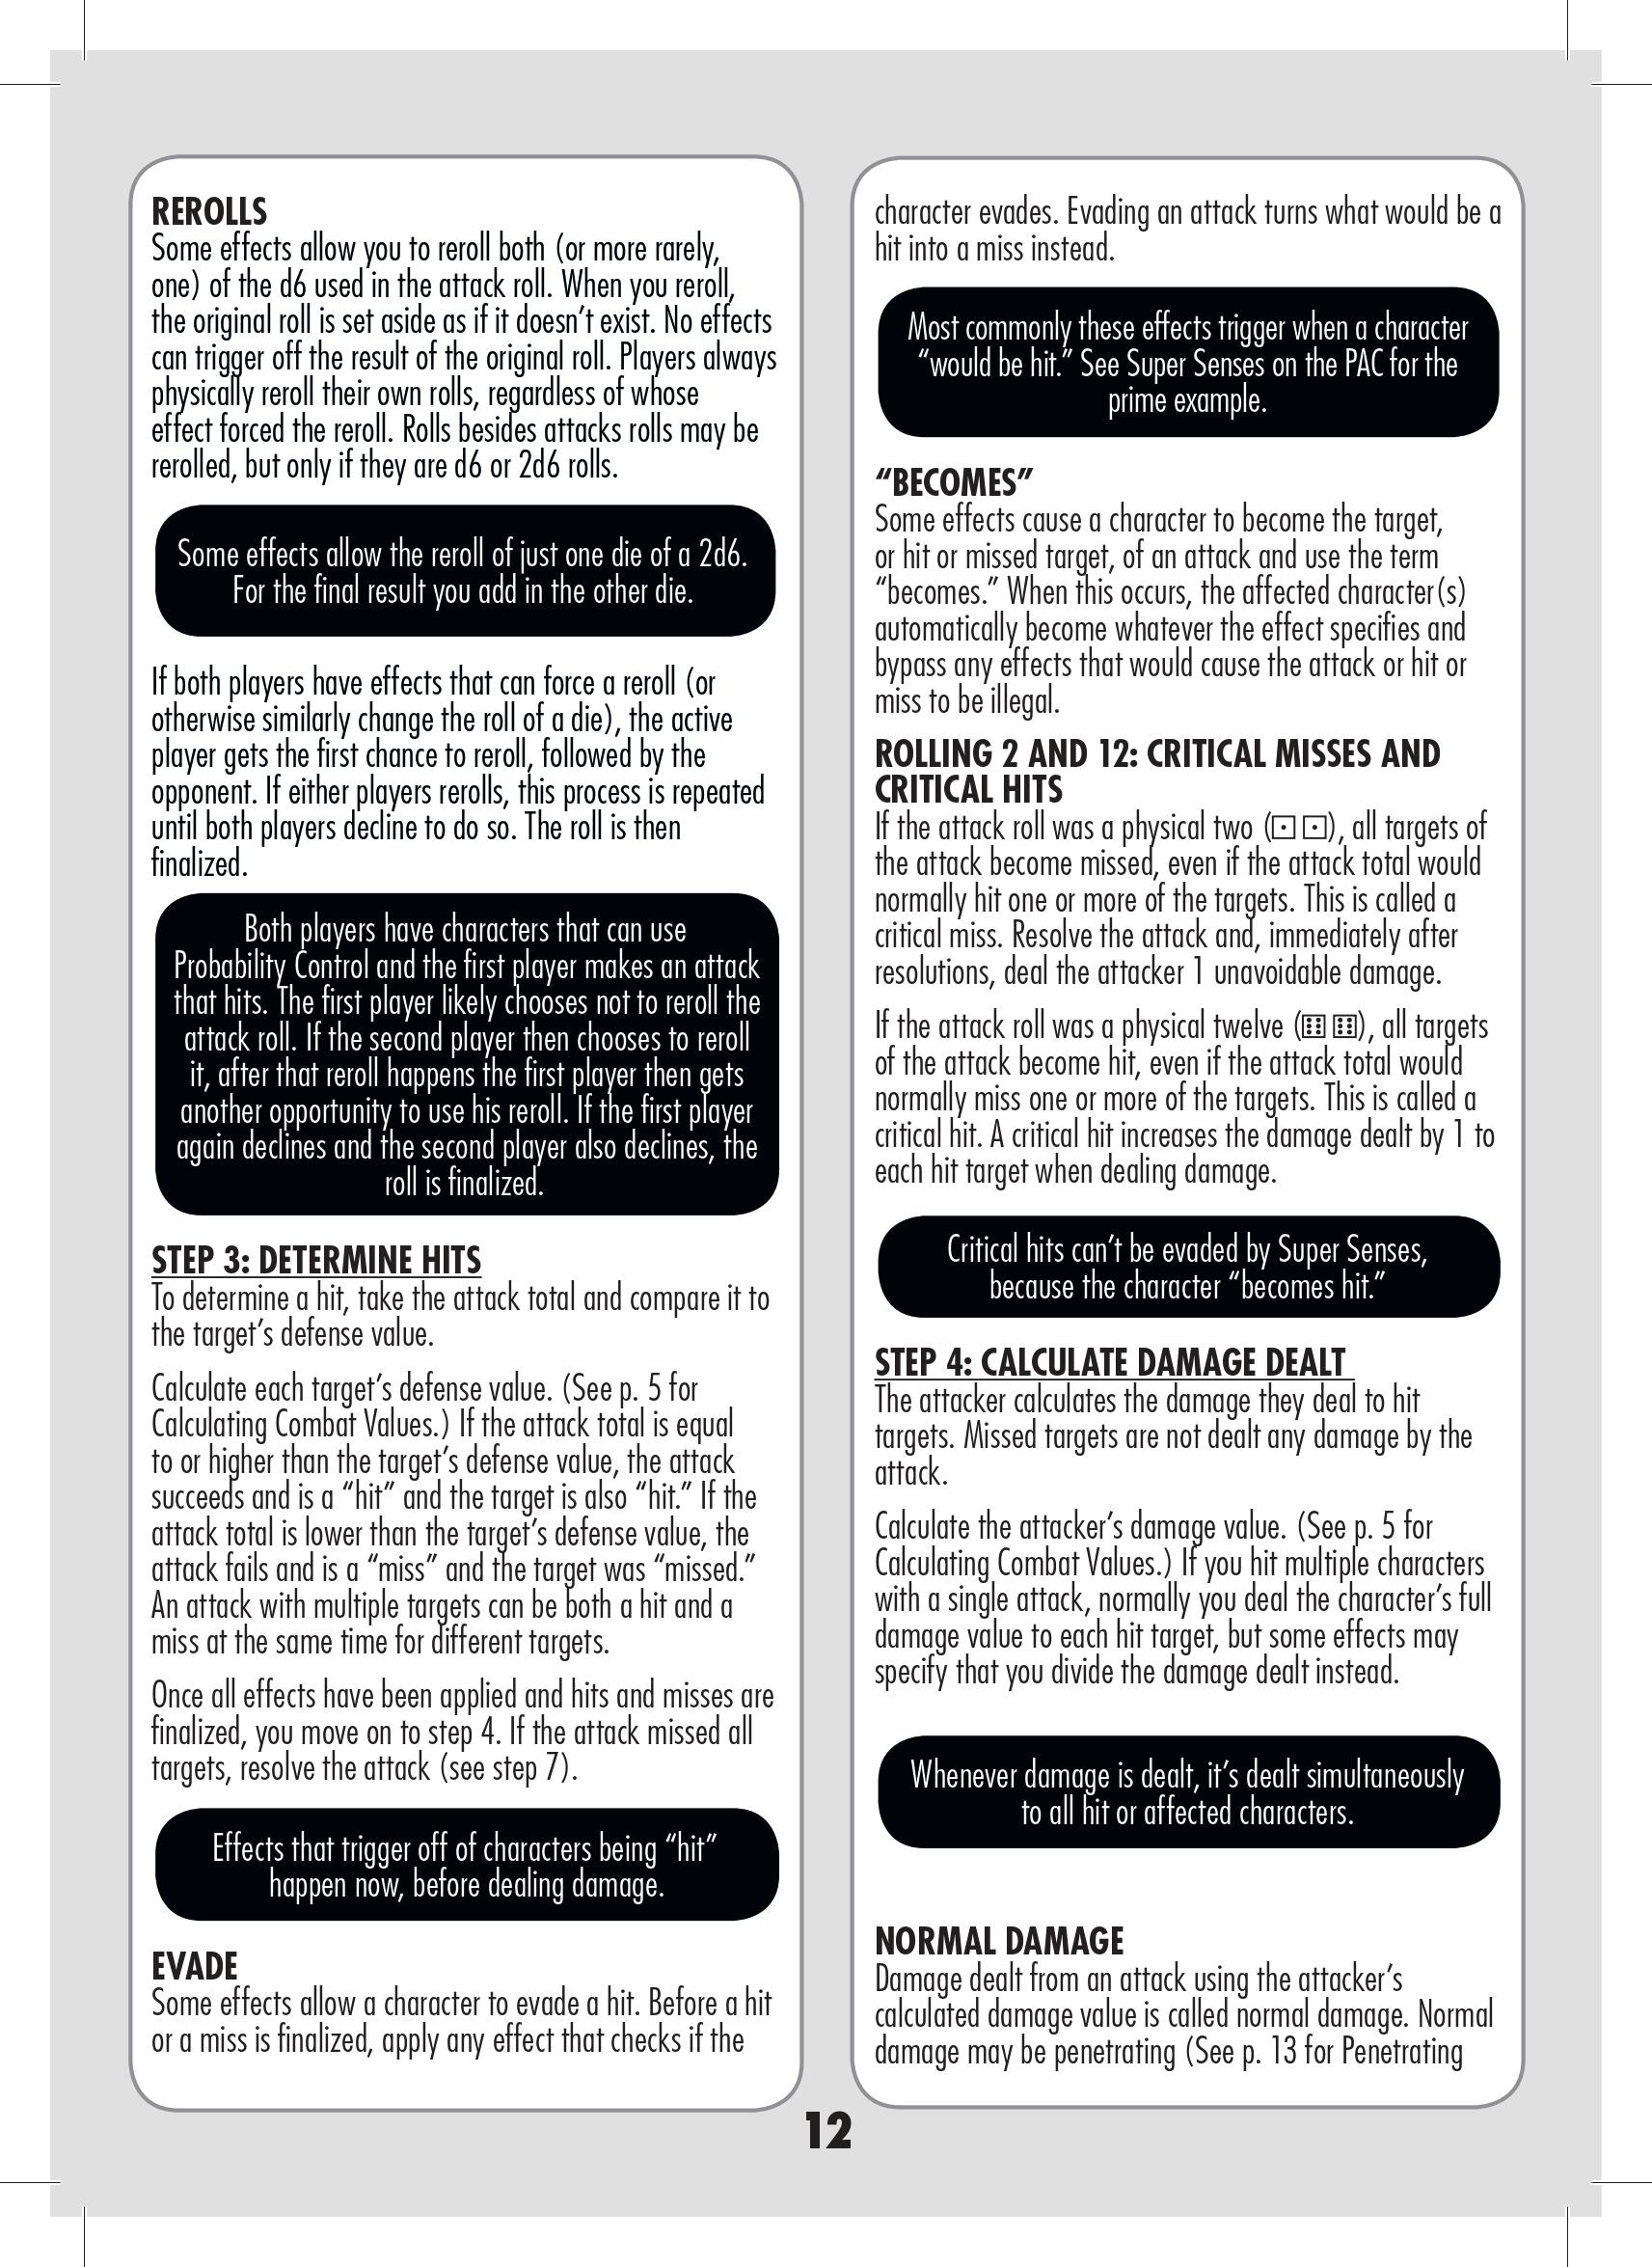 REROLLS
Some effects allow you to reroll both (or more rarely,
one) of the d6 used in the attack roll. When you reroll,
the original roll is set aside as if it doesn’t exist. No effects
can trigger off the result of the original roll. Players always
physically reroll their own rolls, regardless of whose
effect forced the reroll. Rolls besides attacks rolls may be
rerolled, but only if they are d6 or 2d6 rolls.
Some effects allow the reroll of just one die of a 2d6.
For the final result you add in the other die.
If both players have effects that can force a reroll (or
otherwise similarly change the roll of a die), the active
player gets the first chance to reroll, followed by the
opponent. If either players rerolls, this process is repeated
until both players decline to do so. The roll is then
finalized.
Both players have characters that can use
Probability Control and the first player makes an attack
that hits. The first player likely chooses not to reroll the
attack roll. If the second player then chooses to reroll
it, after that reroll happens the first player then gets
another opportunity to use his reroll. If the first player
again declines and the second player also declines, the
roll is finalized.
STEP 3: DETERMINE HITS
To determine a hit, take the attack total and compare it to
the target’s defense value.
Calculate each target’s defense value. (See p. 5 for
Calculating Combat Values.) If the attack total is equal
to or higher than the target’s defense value, the attack
succeeds and is a “hit” and the target is also “hit.” If the
attack total is lower than the target’s defense value, the
attack fails and is a “miss” and the target was “missed.”
An attack with multiple targets can be both a hit and a
miss at the same time for different targets.
Once all effects have been applied and hits and misses are
finalized, you move on to step 4. If the attack missed all
targets, resolve the attack (see step 7).
Effects that trigger off of characters being “hit”
happen now, before dealing damage.
EVADE
Some effects allow a character to evade a hit. Before a hit
or a miss is finalized, apply any effect that checks if the
character evades. Evading an attack turns what would be a
hit into a miss instead.
Most commonly these effects trigger when a character
“would be hit.” See Super Senses on the PAC for the
prime example.
“BECOMES”
Some effects cause a character to become the target,
or hit or missed target, of an attack and use the term
“becomes.” When this occurs, the affected character(s)
automatically become whatever the effect specifies and
bypass any effects that would cause the attack or hit or
miss to be illegal.
ROLLING 2 AND 12: CRITICAL MISSES AND
CRITICAL HITS
If the attack roll was a physical two (⚀ ⚀), all targets of
the attack become missed, even if the attack total would
normally hit one or more of the targets. This is called a
critical miss. Resolve the attack and, immediately after
resolutions, deal the attacker 1 unavoidable damage.
If the attack roll was a physical twelve (⚅ ⚅), all targets
of the attack become hit, even if the attack total would
normally miss one or more of the targets. This is called a
critical hit. A critical hit increases the damage dealt by 1 to
each hit target when dealing damage.
Critical hits can’t be evaded by Super Senses,
because the character “becomes hit.”
STEP 4: CALCULATE DAMAGE DEALT
The attacker calculates the damage they deal to hit
targets. Missed targets are not dealt any damage by the
attack.
Calculate the attacker’s damage value. (See p. 5 for
Calculating Combat Values.) If you hit multiple characters
with a single attack, normally you deal the character’s full
damage value to each hit target, but some effects may
specify that you divide the damage dealt instead.
Whenever damage is dealt, it’s dealt simultaneously
to all hit or affected characters.
NORMAL DAMAGE
Damage dealt from an attack using the attacker’s
calculated damage value is called normal damage. Normal
damage may be penetrating (See p. 13 for Penetrating
12